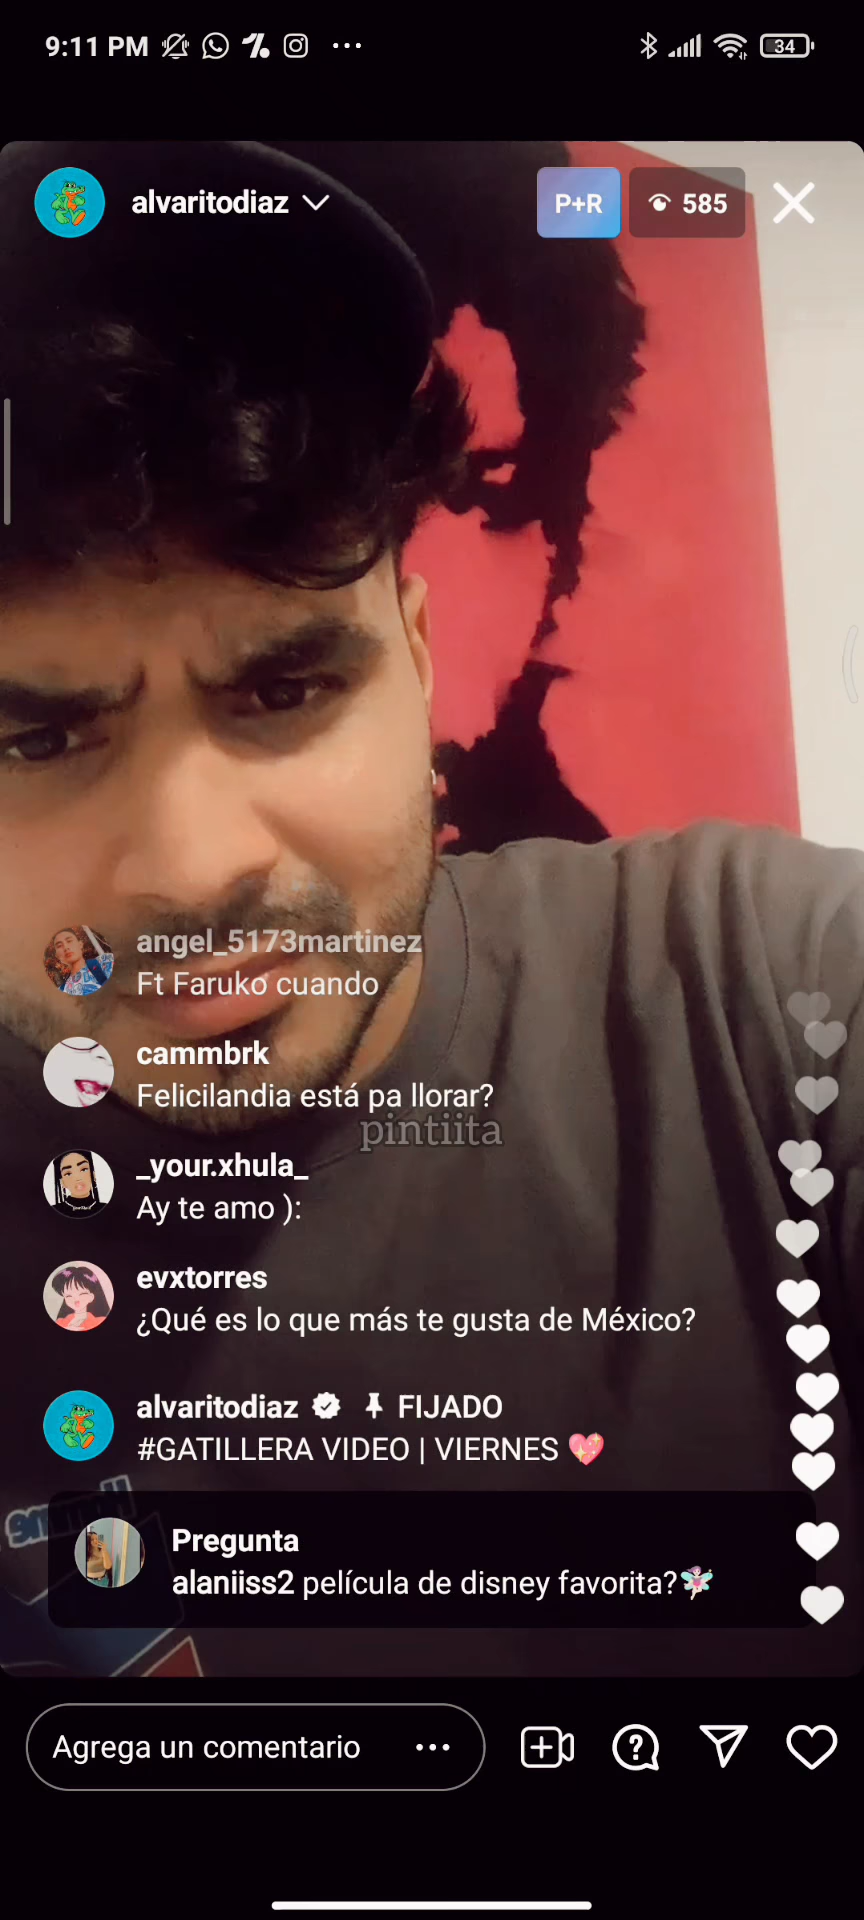 9:11 PM
34
alvaritodiaz
P+R
585
angel_5173martinez
Ft Faruko cuando
cammbrk
Felicilandia está pa llorar?
pintiita
_your.xhula_
Ay te amo ):
evxtorres
¿Qué es lo que más te gusta de México?
alvaritodiaz FIJADO
#GATILLERA VIDEO | VIERNES 💖
Pregunta
alaniiss2 película de disney favorita?🧚🏻‍♀️
Agrega un comentario